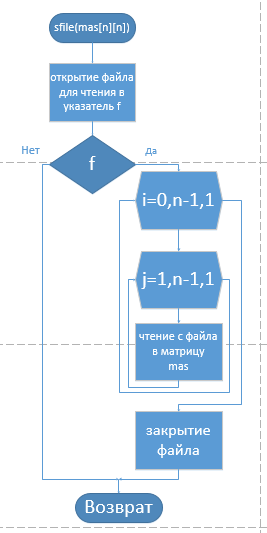 sfile(mas[n][n])
открытие файла
для чтения в
указатель f
Нет
Да
f
i=0,n-1,1
j=1,n-1,1
чтение с файла
в матрицу
mas
закрытие
файла
Возврат